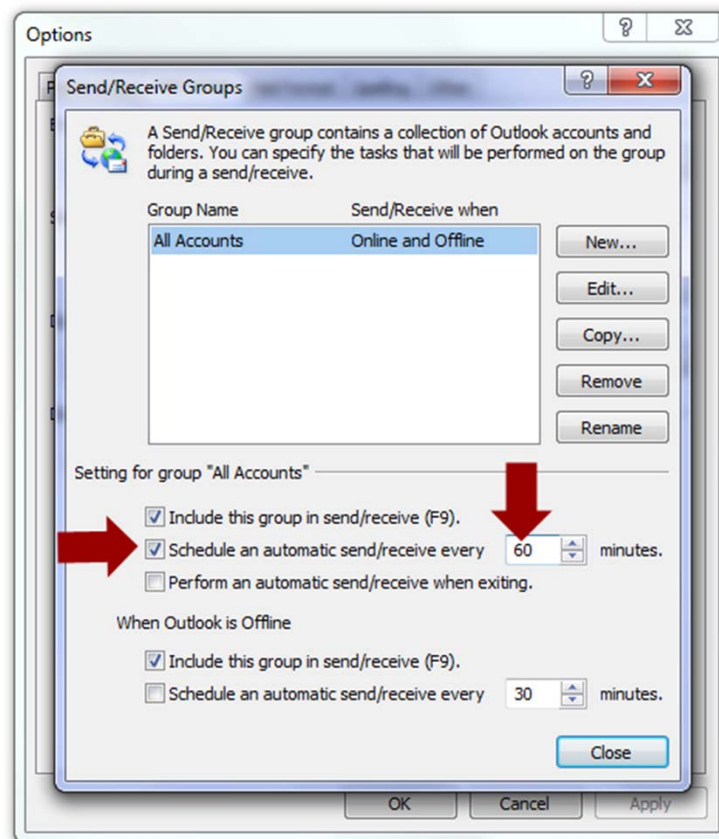 Options
Send/Receive Groups
A Send/Receive group contains a collection of Outlook accounts and
folders. You can specify the tasks that will be performed on the group
during a send/receive.
Group Name Send/Receive when
All Accounts Online and Offline
New...
Edit...
Copy...
Remove
Rename
Setting for group "All Accounts"
Include this group in send/receive (F9).
Schedule an automatic send/receive every 60 minutes.
Perform an automatic send/receive when exiting.
When Outlook is Offline
Include this group in send/receive (F9).
Schedule an automatic send/receive every 30 minutes.
Close
OK Cancel Apply